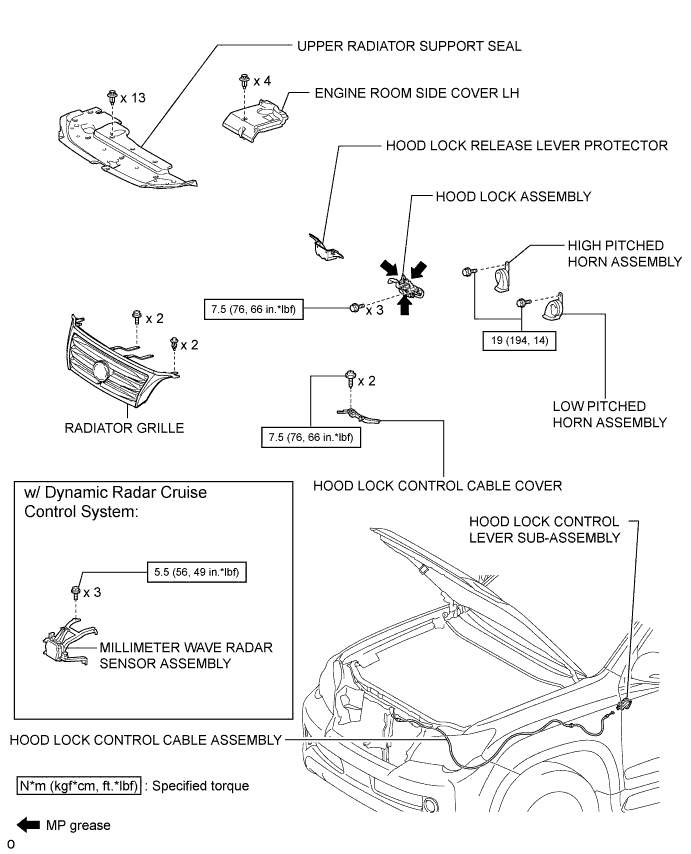 UPPER RADIATOR SUPPORT SEAL
x 4
x 13
ENGINE ROOM SIDE COVER LH
HOOD LOCK RELEASE LEVER PROTECTOR
HOOD LOCK ASSEMBLY
HIGH PITCHED
HORN ASSEMBLY
7.5 (76, 66 in.*lbf)
x 3
x 2
19 (194, 14)
x 2
x 2
LOW PITCHED
HORN ASSEMBLY
RADIATOR GRILLE
7.5 (76, 66 in.*lbf)
HOOD LOCK CONTROL CABLE COVER
w/ Dynamic Radar Cruise
Control System:
HOOD LOCK CONTROL
LEVER SUB-ASSEMBLY
5.5 (56, 49 in.*lbf)
x 3
MILLIMETER WAVE RADAR
SENSOR ASSEMBLY
HOOD LOCK CONTROL CABLE ASSEMBLY
N*m (kgf*cm, ft.*lbf) : Specified torque
MP grease
O